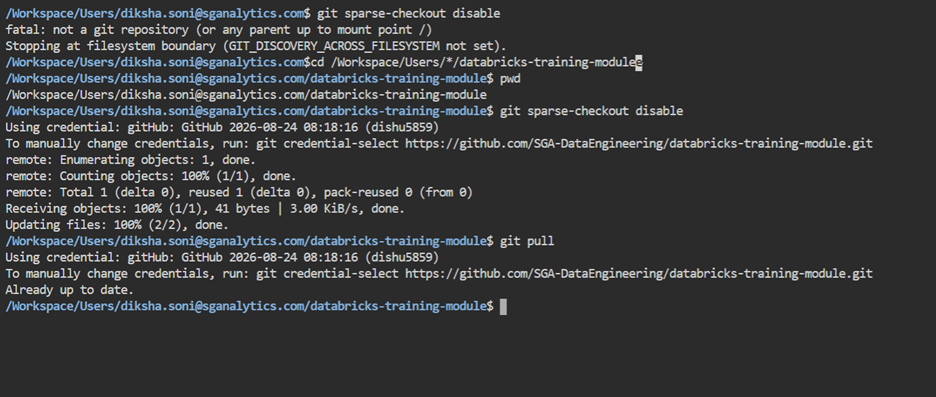 /Workspace/Users/diksha.soni@sganalytics.com$ git sparse-checkout disable
fatal: not a git repository (or any parent up to mount point /)
Stopping at filesystem boundary (GIT_DISCOVERY_ACROSS_FILESYSTEM not set).
/Workspace/Users/diksha.soni@sganalytics.com$cd /Workspace/Users/*/databricks-training-modulee
/Workspace/Users/diksha.soni@sganalytics.com/databricks-training-module$ pwd
/Workspace/Users/diksha.soni@sganalytics.com/databricks-training-module
/Workspace/Users/diksha.soni@sganalytics.com/databricks-training-module$ git sparse-checkout disable
Using credential: gitHub: GitHub 2026-08-24 08:18:16 (dishu5859)
To manually change credentials, run: git credential-select https://github.com/SGA-DataEngineering/databricks-training-module.git
remote: Enumerating objects: 1, done.
remote: Counting objects: 100% (1/1), done.
remote: Total 1 (delta 0), reused 1 (delta 0), pack-reused 0 (from 0)
Receiving objects: 100% (1/1), 41 bytes | 3.00 KiB/s, done.
Updating files: 100% (2/2), done.
/Workspace/Users/diksha.soni@sganalytics.com/databricks-training-module$ git pull
Using credential: gitHub: GitHub 2026-08-24 08:18:16 (dishu5859)
To manually change credentials, run: git credential-select https://github.com/SGA-DataEngineering/databricks-training-module.git
Already up to date.
/Workspace/Users/diksha.soni@sganalytics.com/databricks-training-module$